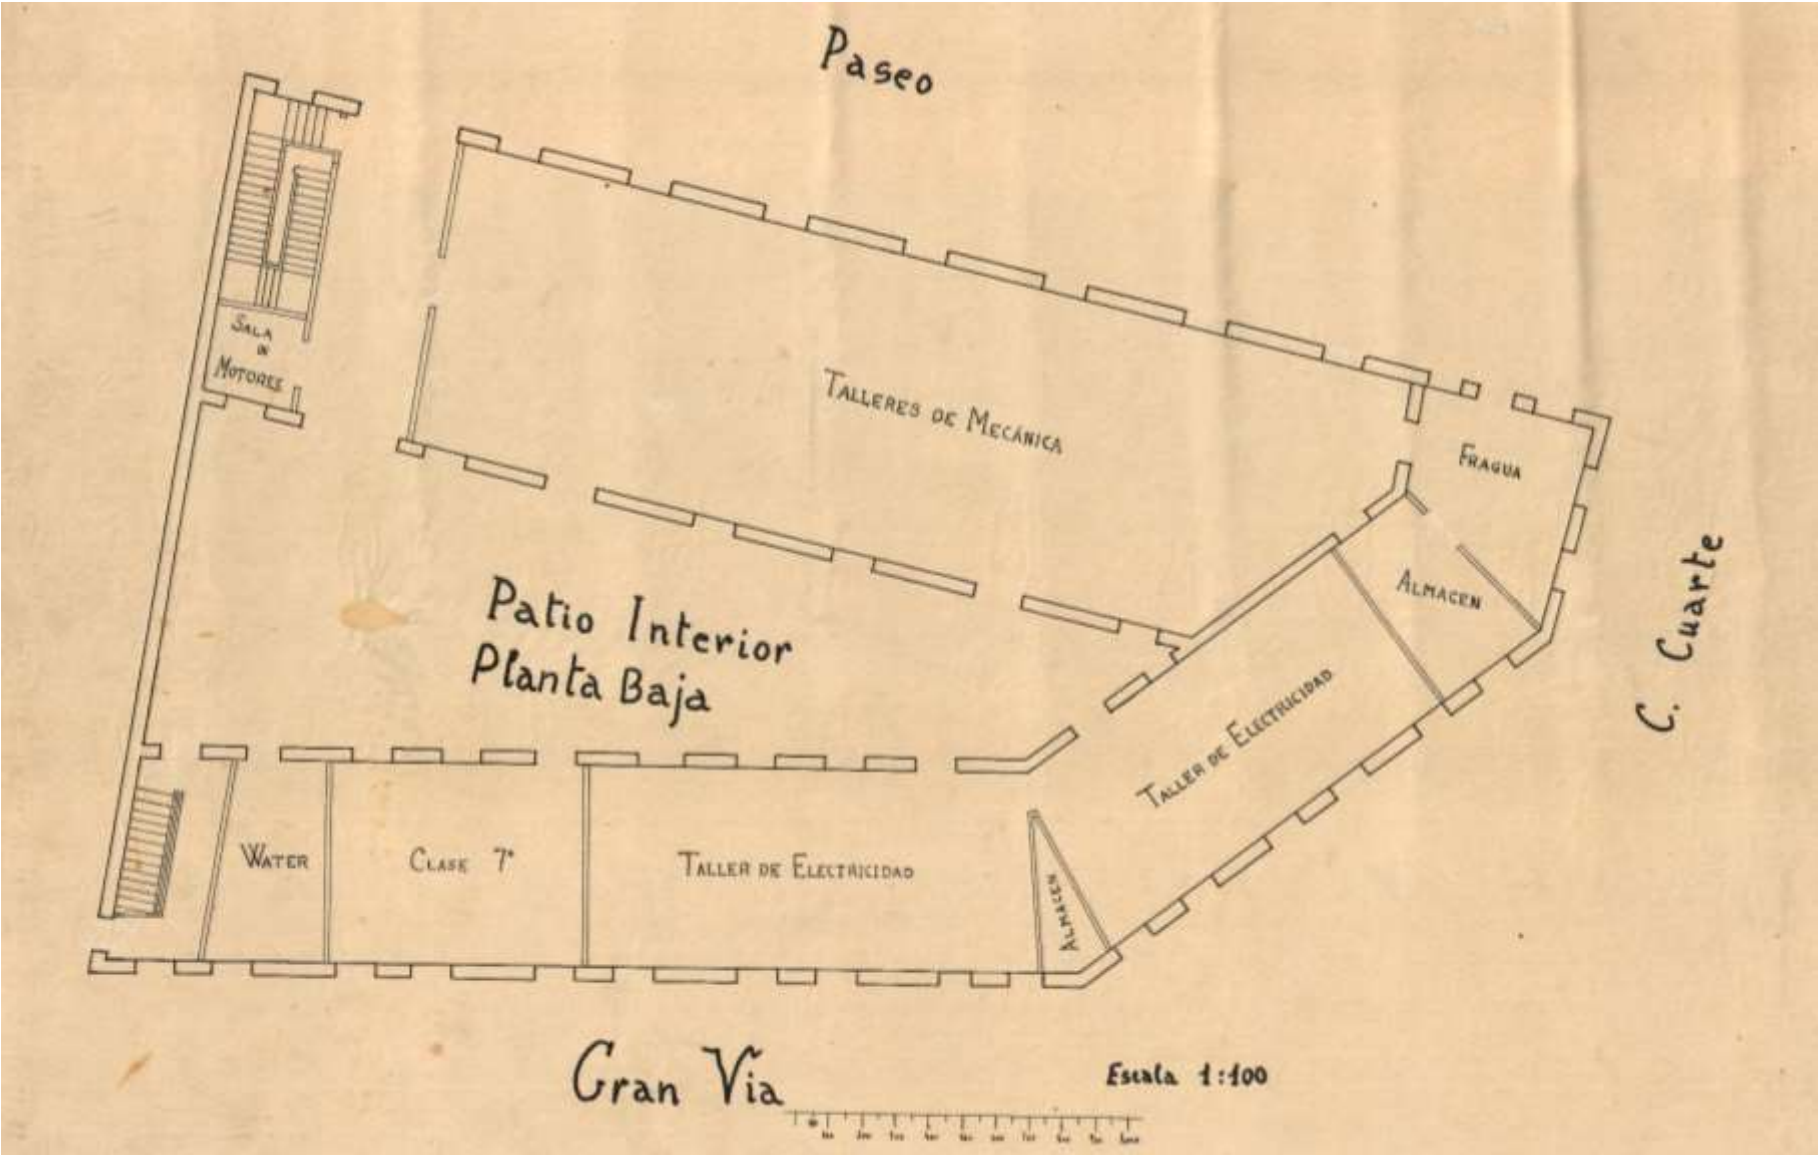 Paseo
SALA
DE
MOTORES
TALLERES DE MECÁNICA
FRAGUA
ALMACEN
C. Cuarte
Patio Interior
Planta Baja
TALLER DE ELECTRICIDAD
WATER
CLASE 7ª
TALLER DE ELECTRICIDAD
ALMACEN
Gran Via
Escala 1:100